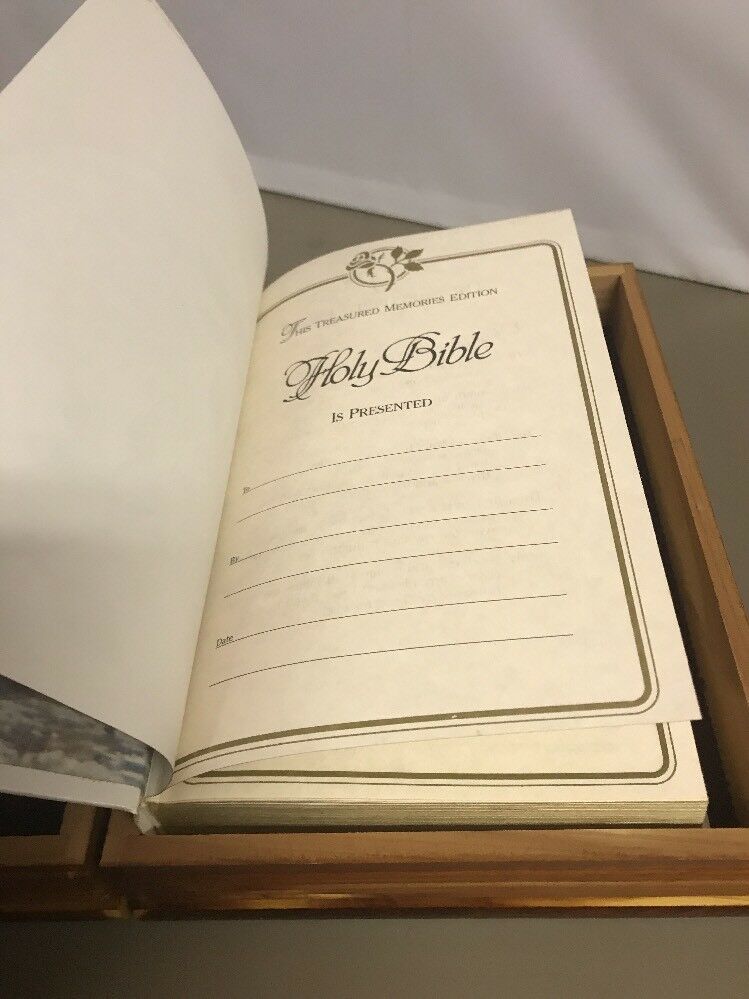 This Treasured Memories Edition
Holy Bible
Is Presented
To
By
Date